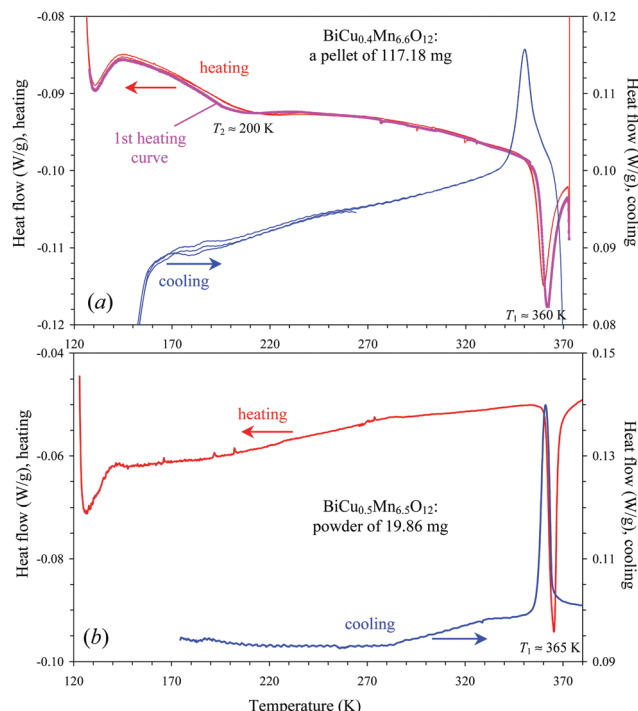 -0.08
-0.09
-0.10
-0.11
-0.12
0.12
0.11
0.10
0.09
0.08
Heat flow (W/g), heating
Heat flow (W/g), cooling
BiCu0.4Mn6.6O12:
a pellet of 117.18 mg
heating
1st heating
curve
T2 ≈ 200 K
cooling
(a)
T1 ≈ 360 K
120 170 220 270 320 370
-0.04
-0.06
-0.08
-0.10
0.15
0.13
0.11
0.09
Heat flow (W/g), heating
Heat flow (W/g), cooling
heating
BiCu0.5Mn6.5O12:
powder of 19.86 mg
cooling
(b)
T1 ≈ 365 K
120 170 220 270 320 370
Temperature (K)